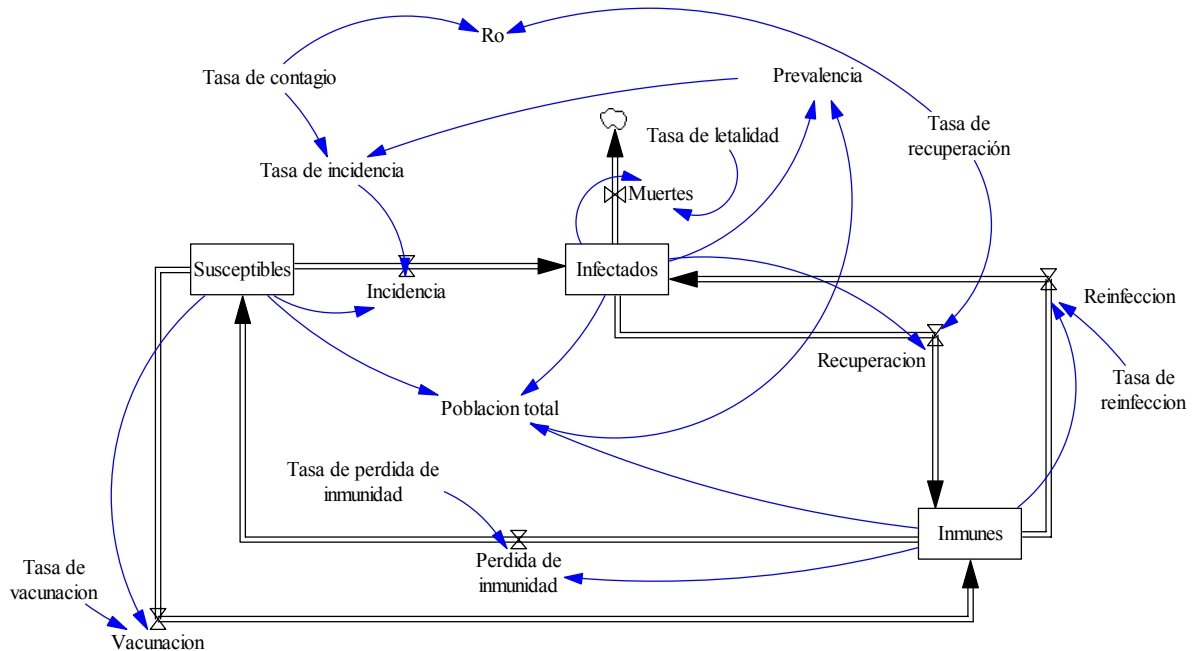 Ro
Tasa de contagio
Prevalencia
Tasa de letalidad
Tasa de
recuperación
Tasa de incidencia
Muertes
Susceptibles
Infectados
Incidencia
Reinfeccion
Recuperacion
Tasa de
reinfeccion
Poblacion total
Tasa de perdida de
inmunidad
Inmunes
Perdida de
inmunidad
Tasa de
vacunacion
Vacunacion